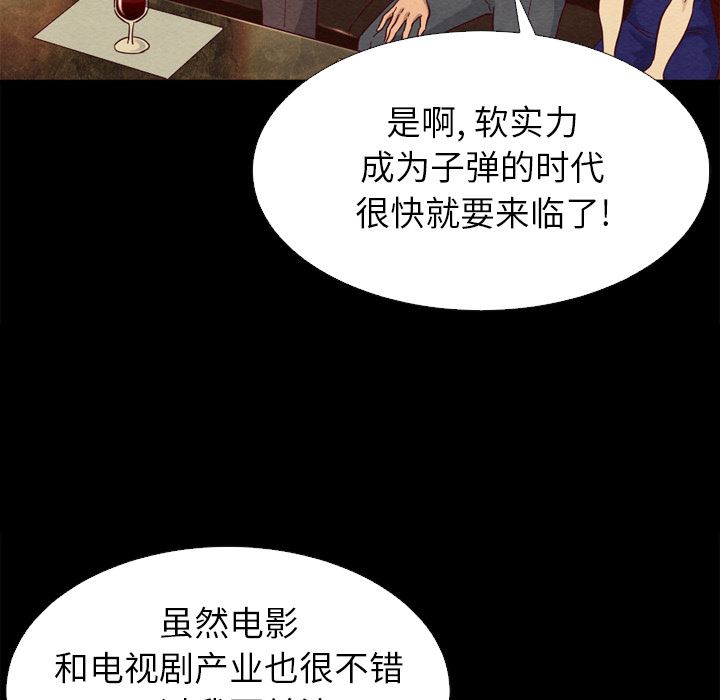 是啊, 软实力
成为子弹的时代
很快就要来临了!
虽然电影
和电视剧产业也很不错